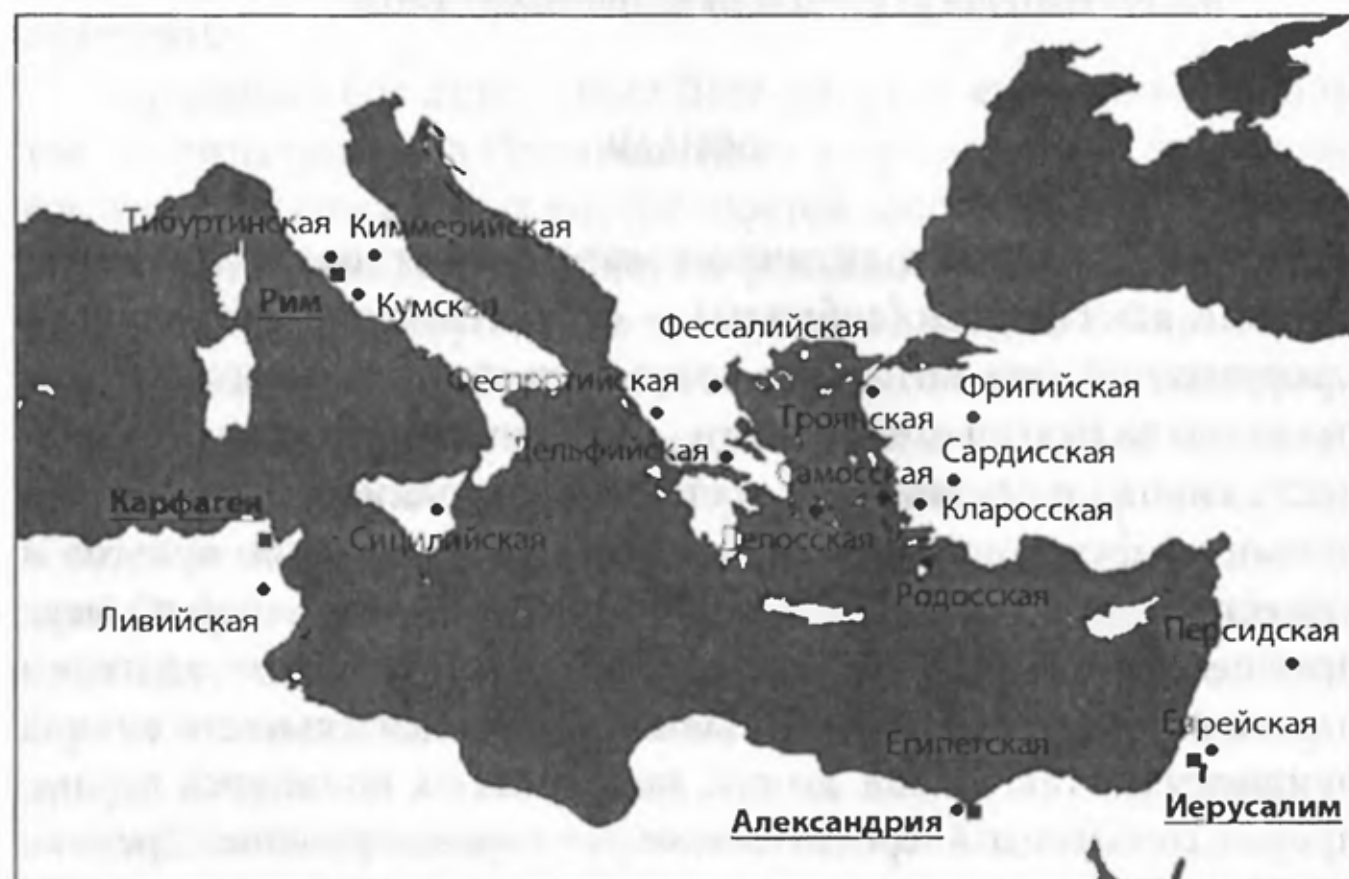 Тибуртинская
Киммерийская
Рим
Кумская
Фессалийская
Феспротийская
Фригийская
Троянская
Дельфийская
Сардисская
Самосская
Карфаген
Кларосская
Сицилийская
Делосская
Родосская
Ливийская
Персидская
Еврейская
Египетская
Александрия
Иерусалим